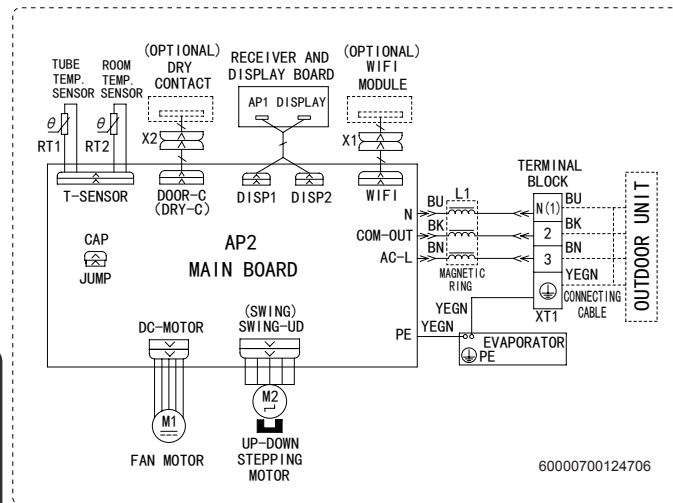 (OPTIONAL)
DRY
CONTACT
RECEIVER AND
DISPLAY BOARD
(OPTIONAL)
WIFI
MODULE
TUBE
TEMP.
SENSOR
ROOM
TEMP.
SENSOR
AP1 DISPLAY
θ
RT1
θ
RT2
X2
X1
T-SENSOR
DOOR-C
(DRY-C)
DISP1
DISP2
WIFI
TERMINAL
BLOCK
N
BU
L1
N(1)
BU
COM-OUT
BK
2
BK
AC-L
BN
3
BN
MAGNETIC
RING
YEGN
CONNECTING
CABLE
OUTDOOR UNIT
XT1
CAP
JUMP
AP2
MAIN BOARD
YEGN
PE
YEGN
EVAPORATOR
PE
DC-MOTOR
(SWING)
SWING-UD
M1
M2
FAN MOTOR
UP-DOWN
STEPPING
MOTOR
60000700124706